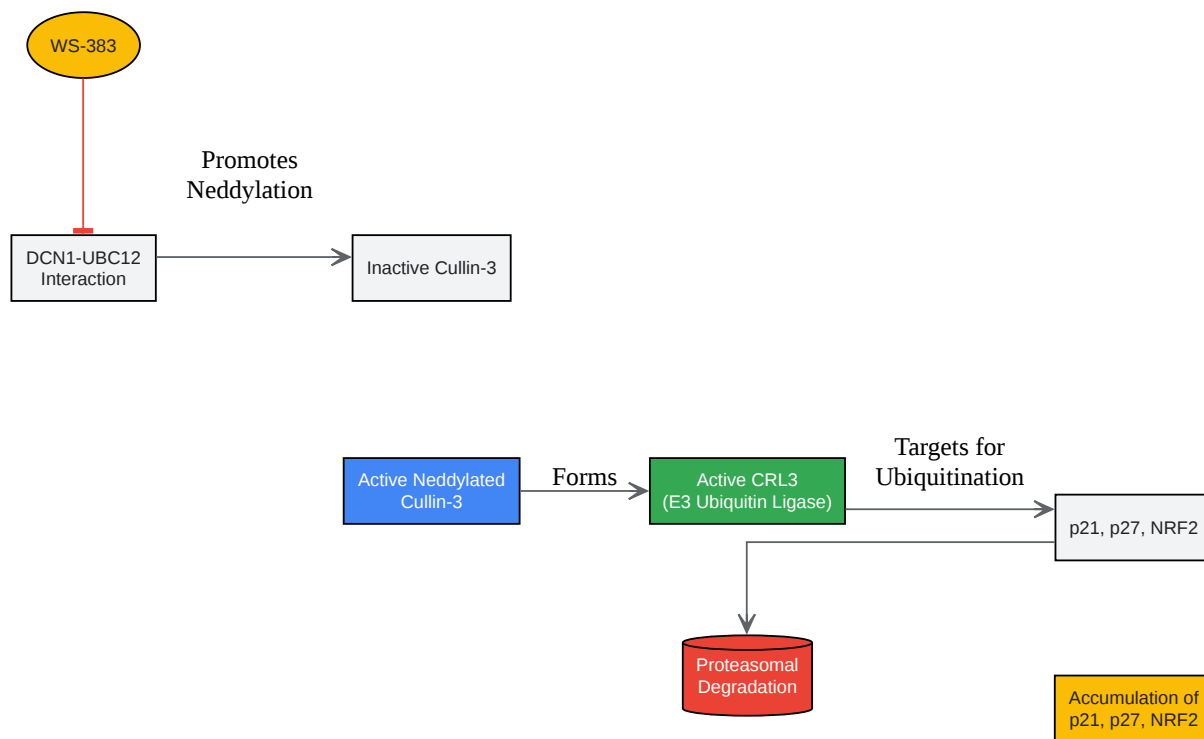 WS-383
Promotes
Neddylation
DCN1-UBC12
Interaction
Inactive Cullin-3
Active Neddylated
Cullin-3
Forms
Active CRL3
(E3 Ubiquitin Ligase)
Targets for
Ubiquitination
p21, p27, NRF2
Proteasomal
Degradation
Accumulation of
p21, p27, NRF2